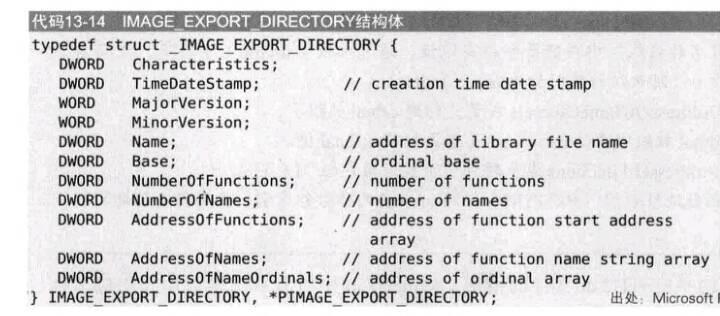 代码13-14 IMAGE_EXPORT_DIRECTORY结构体
typedef struct _IMAGE_EXPORT_DIRECTORY {
DWORD Characteristics;
DWORD TimeDateStamp; // creation time date stamp
WORD MajorVersion;
WORD MinorVersion;
DWORD Name; // address of library file name
DWORD Base; // ordinal base
DWORD NumberOfFunctions; // number of functions
DWORD NumberOfNames; // number of names
DWORD AddressOfFunctions; // address of function start address
array
DWORD AddressOfNames; // address of function name string array
DWORD AddressOfNameOrdinals; // address of ordinal array
} IMAGE_EXPORT_DIRECTORY, *PIMAGE_EXPORT_DIRECTORY;
出处：Microsoft